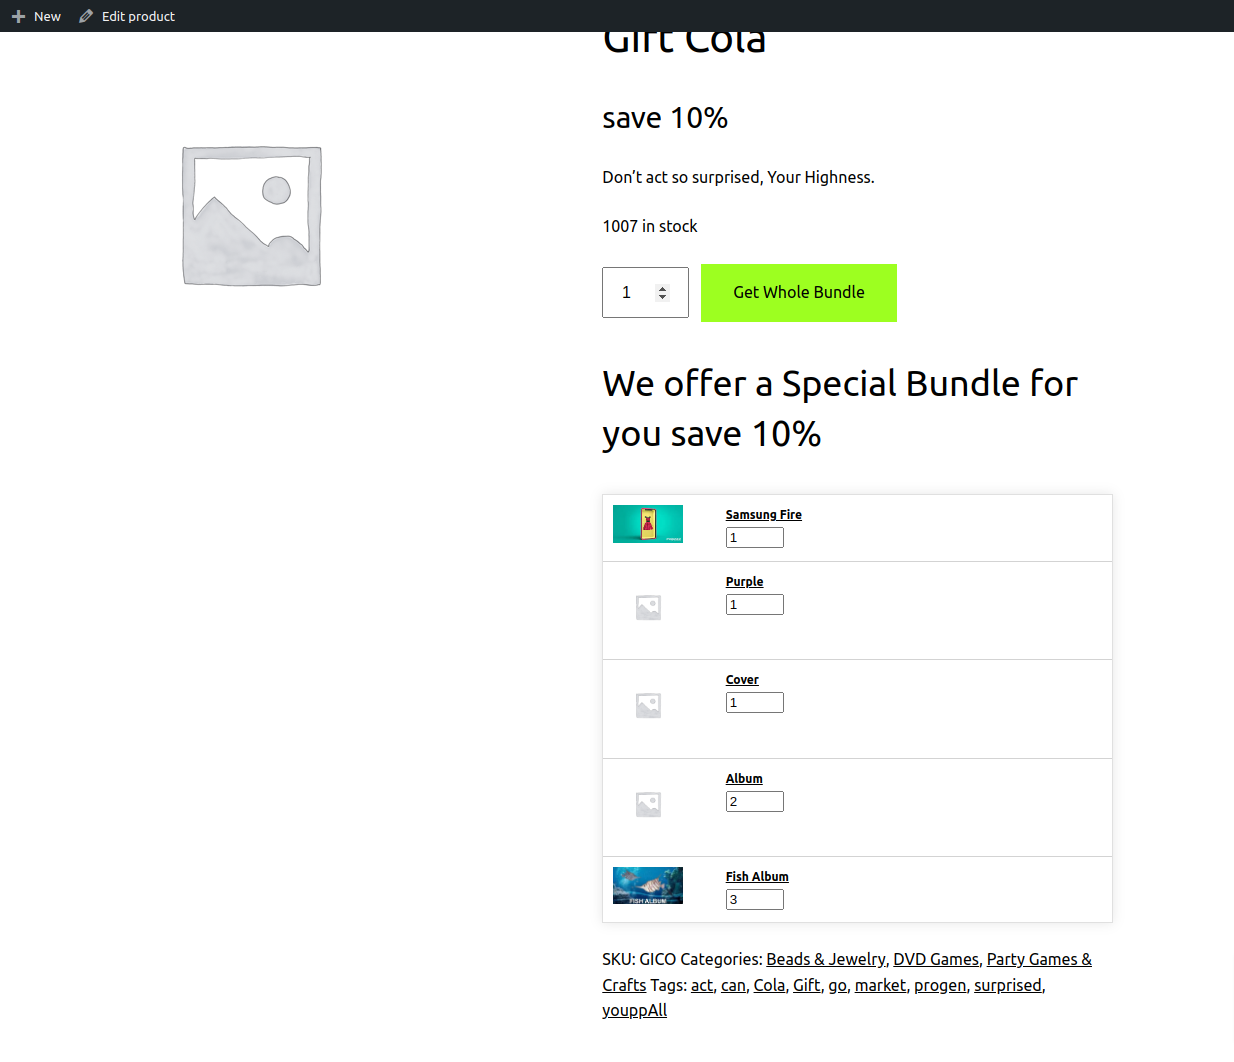 New Edit product
Gift Cola
save 10%
Don’t act so surprised, Your Highness.
1007 in stock
1 Get Whole Bundle
We offer a Special Bundle for
you save 10%
Samsung Fire
1
Purple
1
Cover
1
Album
2
Fish Album
3
FISH ALBUM
SKU: GICO Categories: Beads & Jewelry, DVD Games, Party Games &
Crafts Tags: act, can, Cola, Gift, go, market, progen, surprised,
youppAll